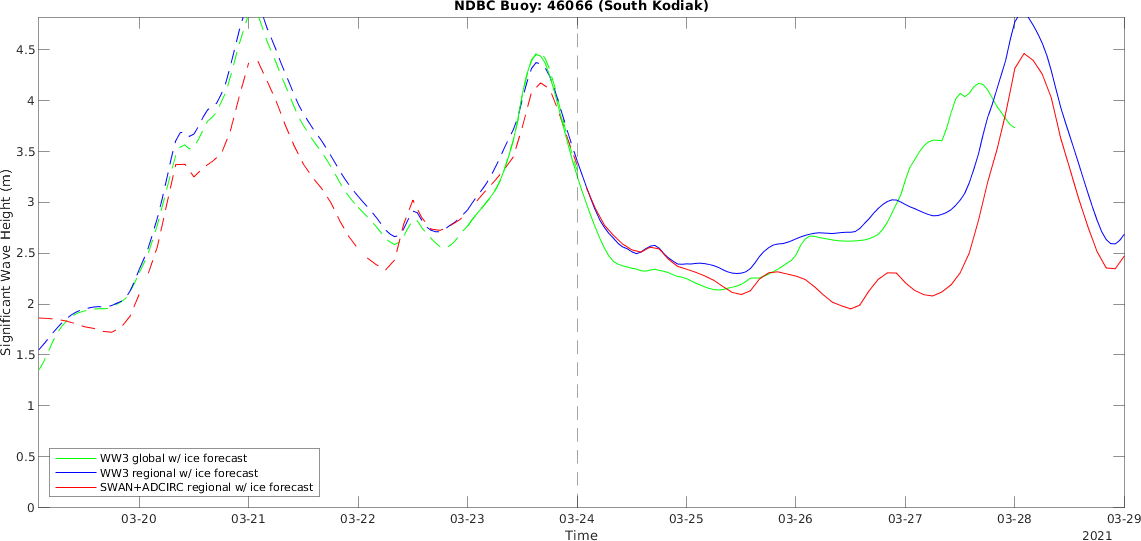 NDBC Buoy: 46066 (South Kodiak)
Significant Wave Height (m)
4.5
4
3.5
3
2.5
2
1.5
1
0.5
0
WW3 global w/ ice forecast
WW3 regional w/ ice forecast
SWAN+ADCIRC regional w/ ice forecast
03-20 03-21 03-22 03-23 03-24 03-25 03-26 03-27 03-28 03-29
Time
2021